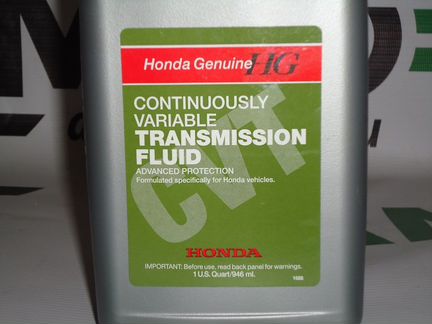 Honda Genuine HG
CONTINUOUSLY
VARIABLE
TRANSMISSION
FLUID
ADVANCED PROTECTION
Formulated specifically for Honda vehicles.
CVT
HONDA
IMPORTANT: Before use, read back panel for warnings.
1 U.S. Quart/946 ml.